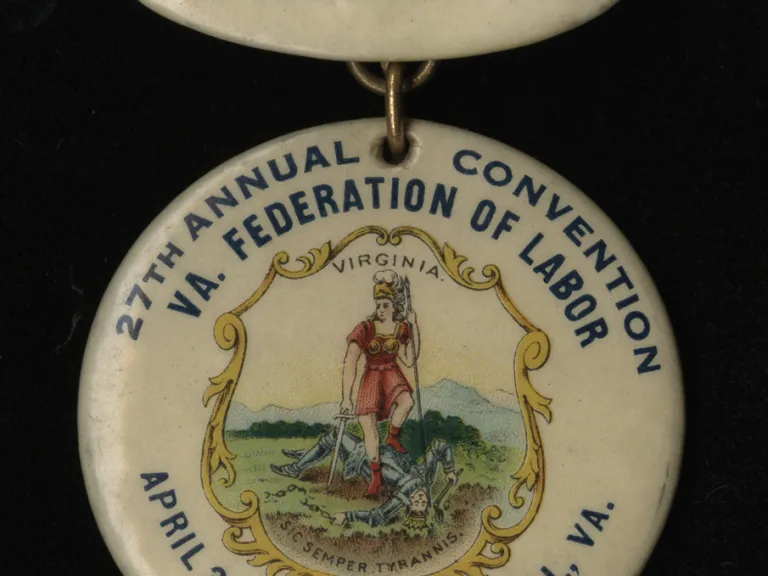 27TH ANNUAL CONVENTION
VA. FEDERATION OF LABOR
VIRGINIA.
SIC SEMPER TYRANNIS.
APRIL
VA.